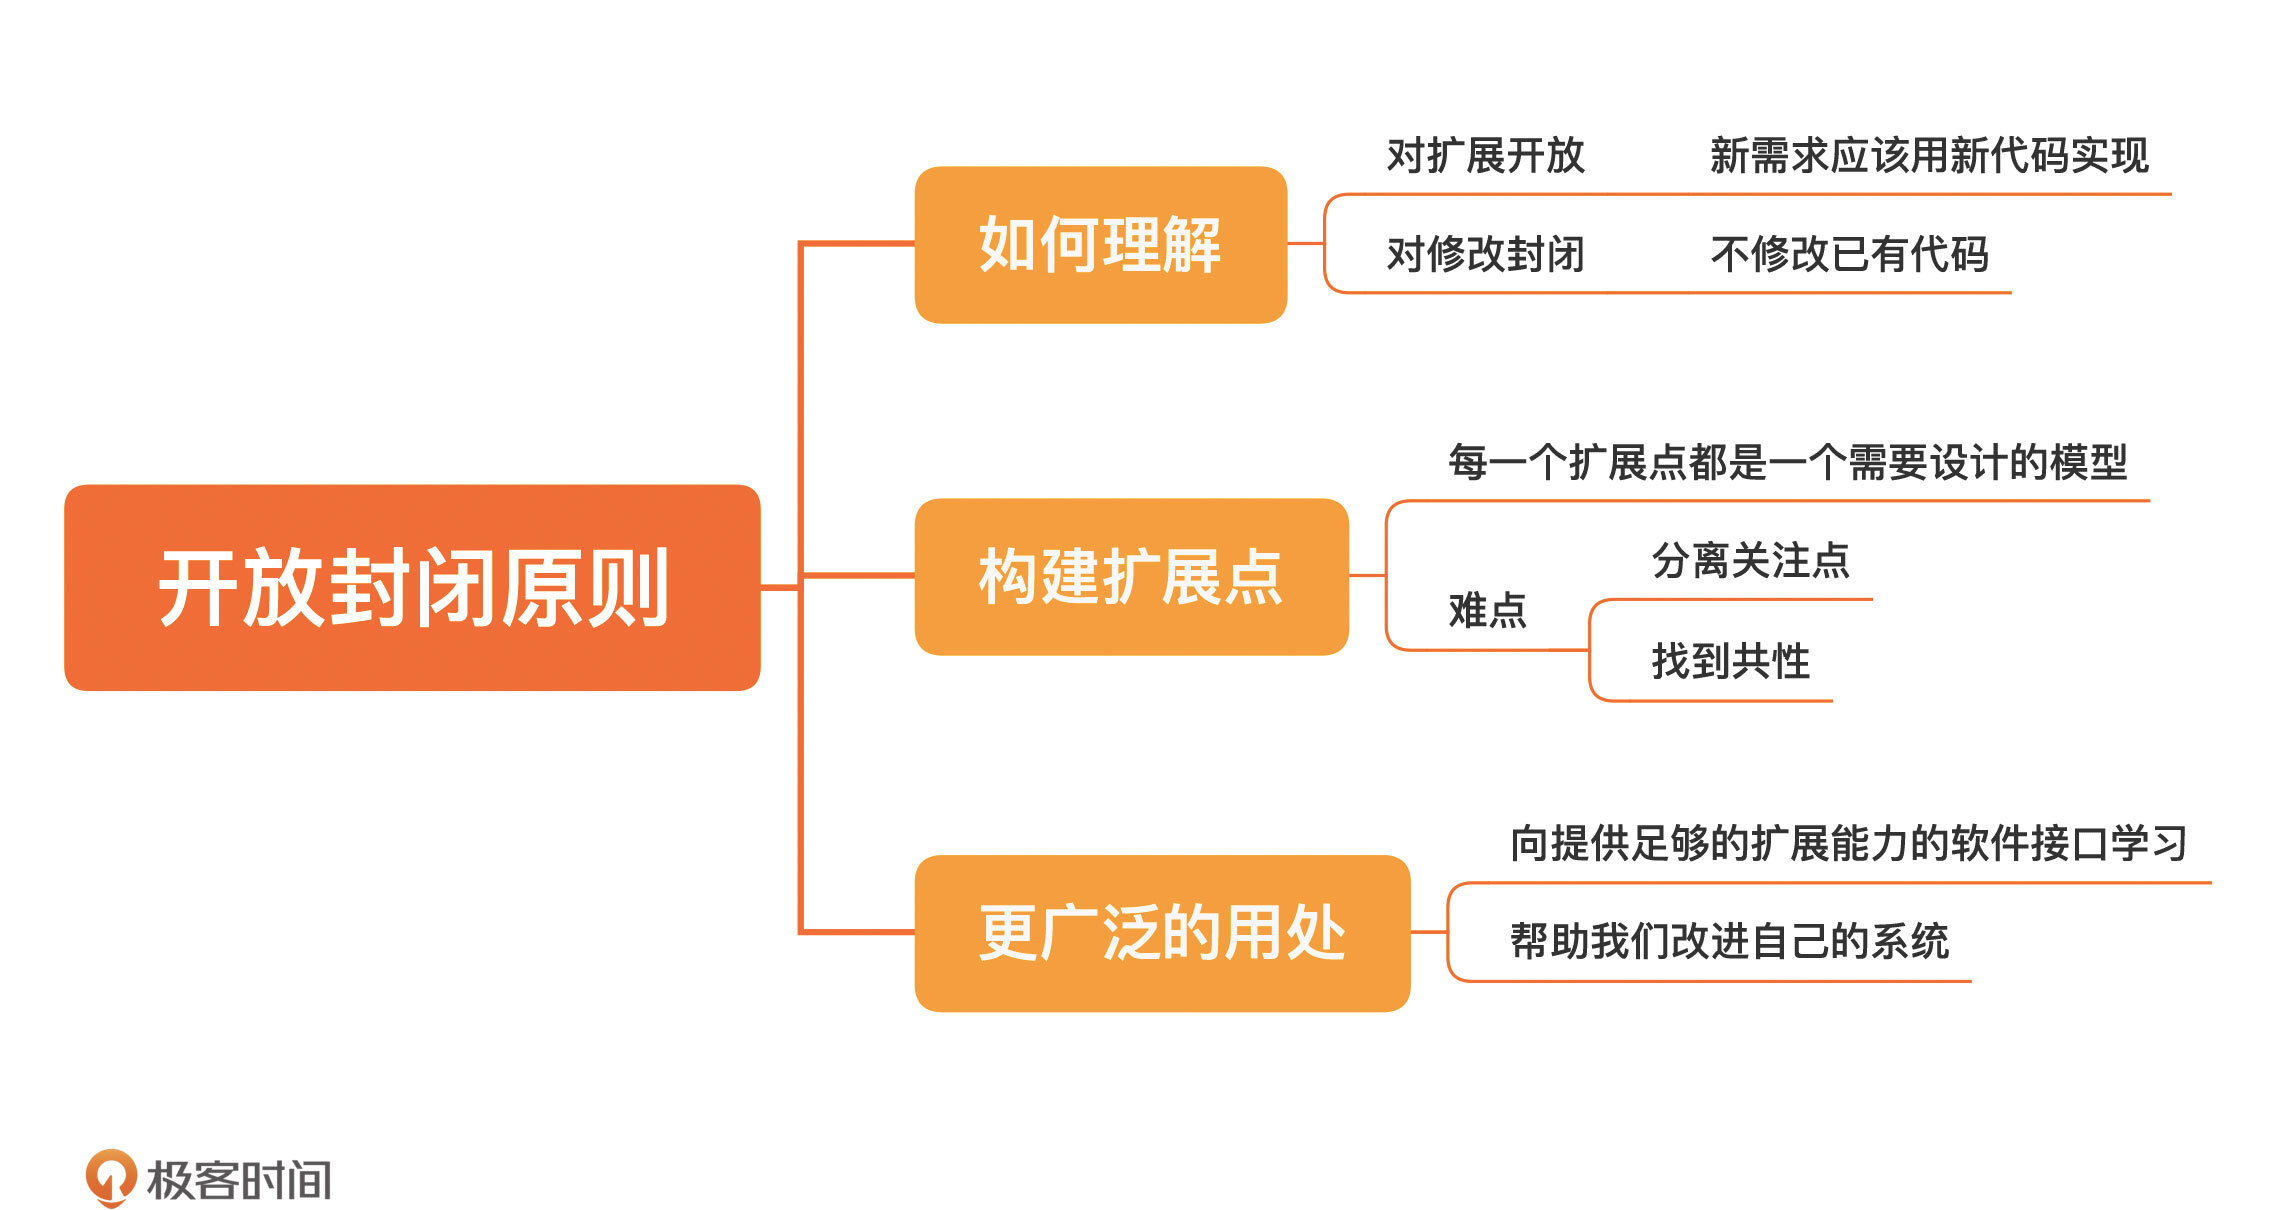 开放封闭原则
如何理解
对扩展开放 新需求应该用新代码实现
对修改封闭 不修改已有代码
构建扩展点
每一个扩展点都是一个需要设计的模型
难点
分离关注点
找到共性
更广泛的用处
向提供足够的扩展能力的软件接口学习
帮助我们改进自己的系统
极客时间